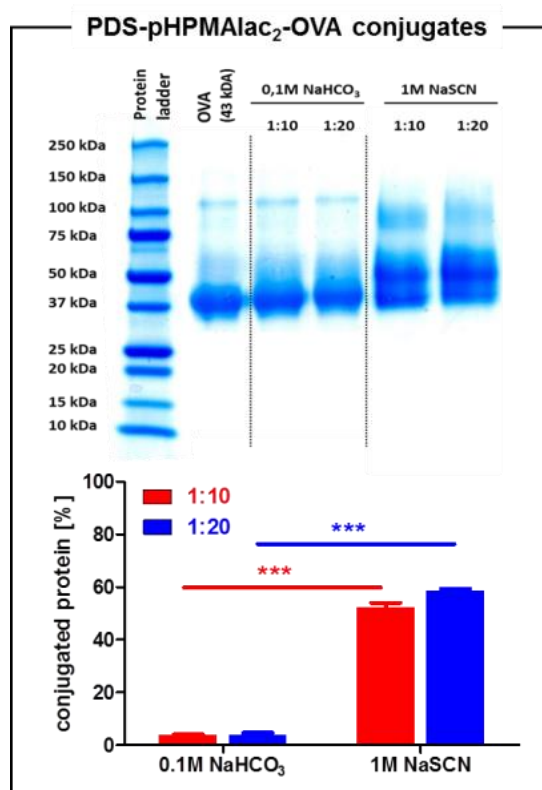 PDS-pHPMAlac₂-OVA conjugates
Protein ladder
OVA (43 kDA)
0,1M NaHCO₃
1M NaSCN
1:10 1:20 1:10 1:20
250 kDa
150 kDa
100 kDa
75 kDa
50 kDa
37 kDa
25 kDa
20 kDa
15 kDa
10 kDa
conjugated protein [%]
100
80
60
40
20
0
1:10
1:20
***
***
0.1M NaHCO₃ 1M NaSCN